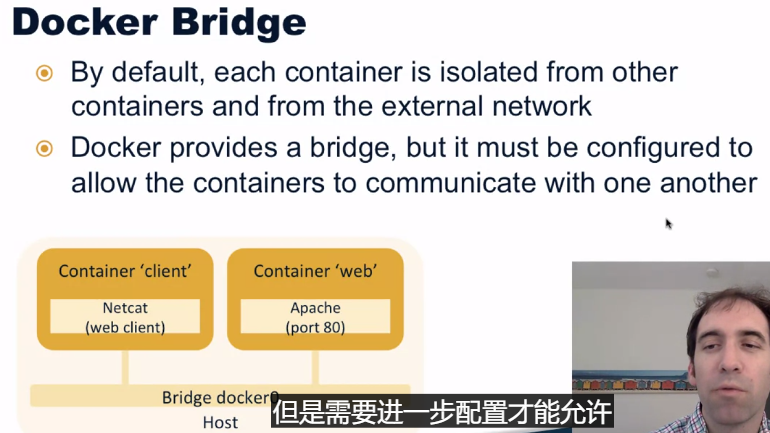 Docker Bridge
By default, each container is isolated from other
containers and from the external network
Docker provides a bridge, but it must be configured to
allow the containers to communicate with one another
Container ‘client’
Netcat
(web client)
Container ‘web’
Apache
(port 80)
Bridge docker0
Host
但是需要进一步配置才能允许